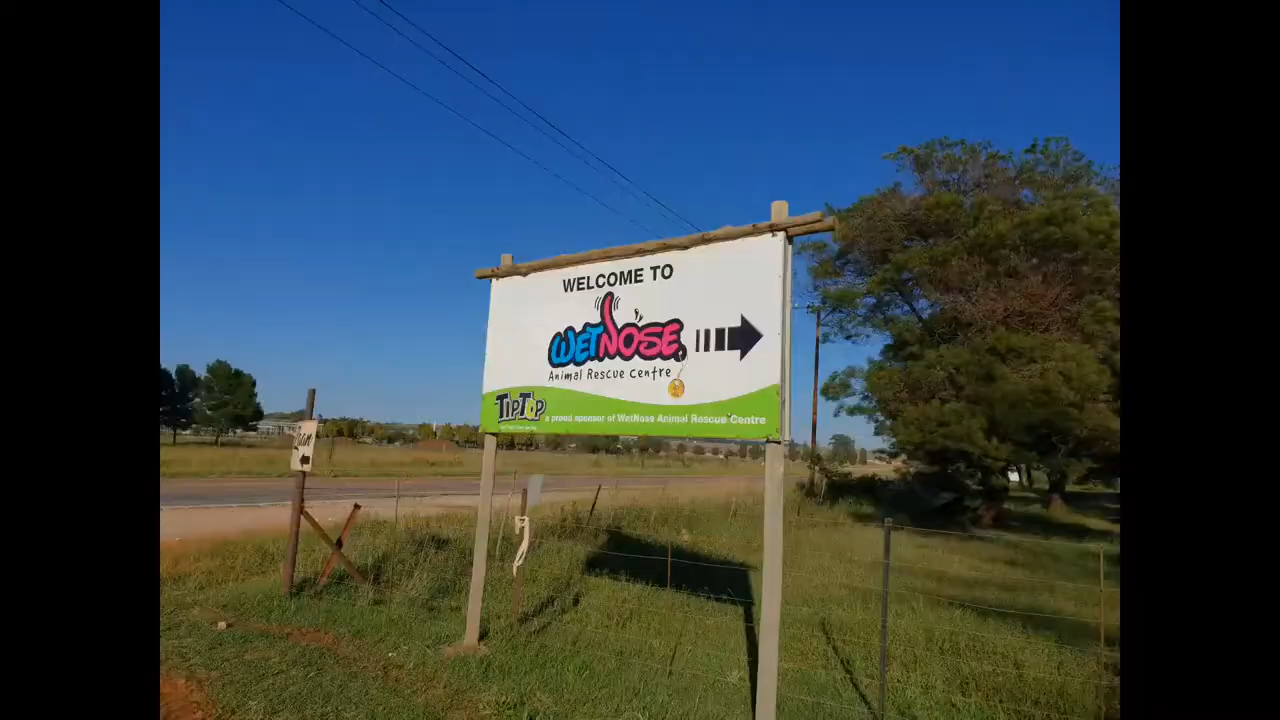 WELCOME TO
WETNOSE
Animal Rescue Centre
TIPTOP
a proud sponsor of WetNose Animal Rescue Centre